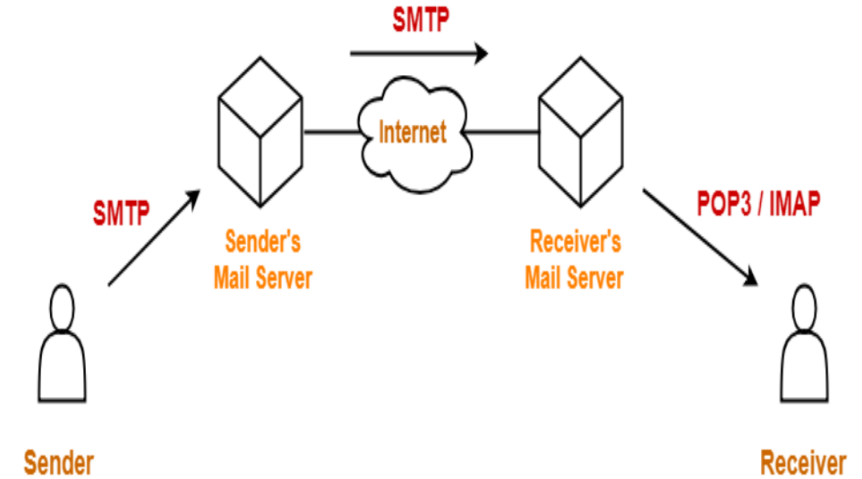 SMTP
Internet
SMTP
POP3 / IMAP
Sender's
Mail Server
Receiver's
Mail Server
Sender
Receiver